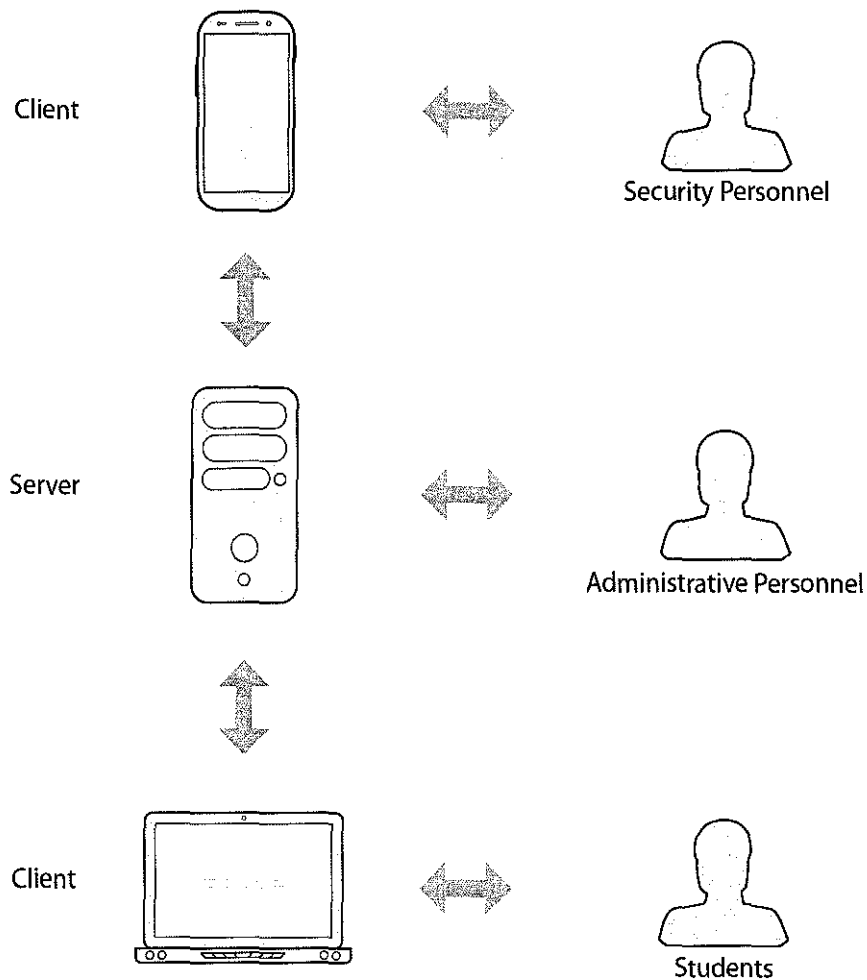 Client
Security Personnel
Server
Administrative Personnel
Client
Students